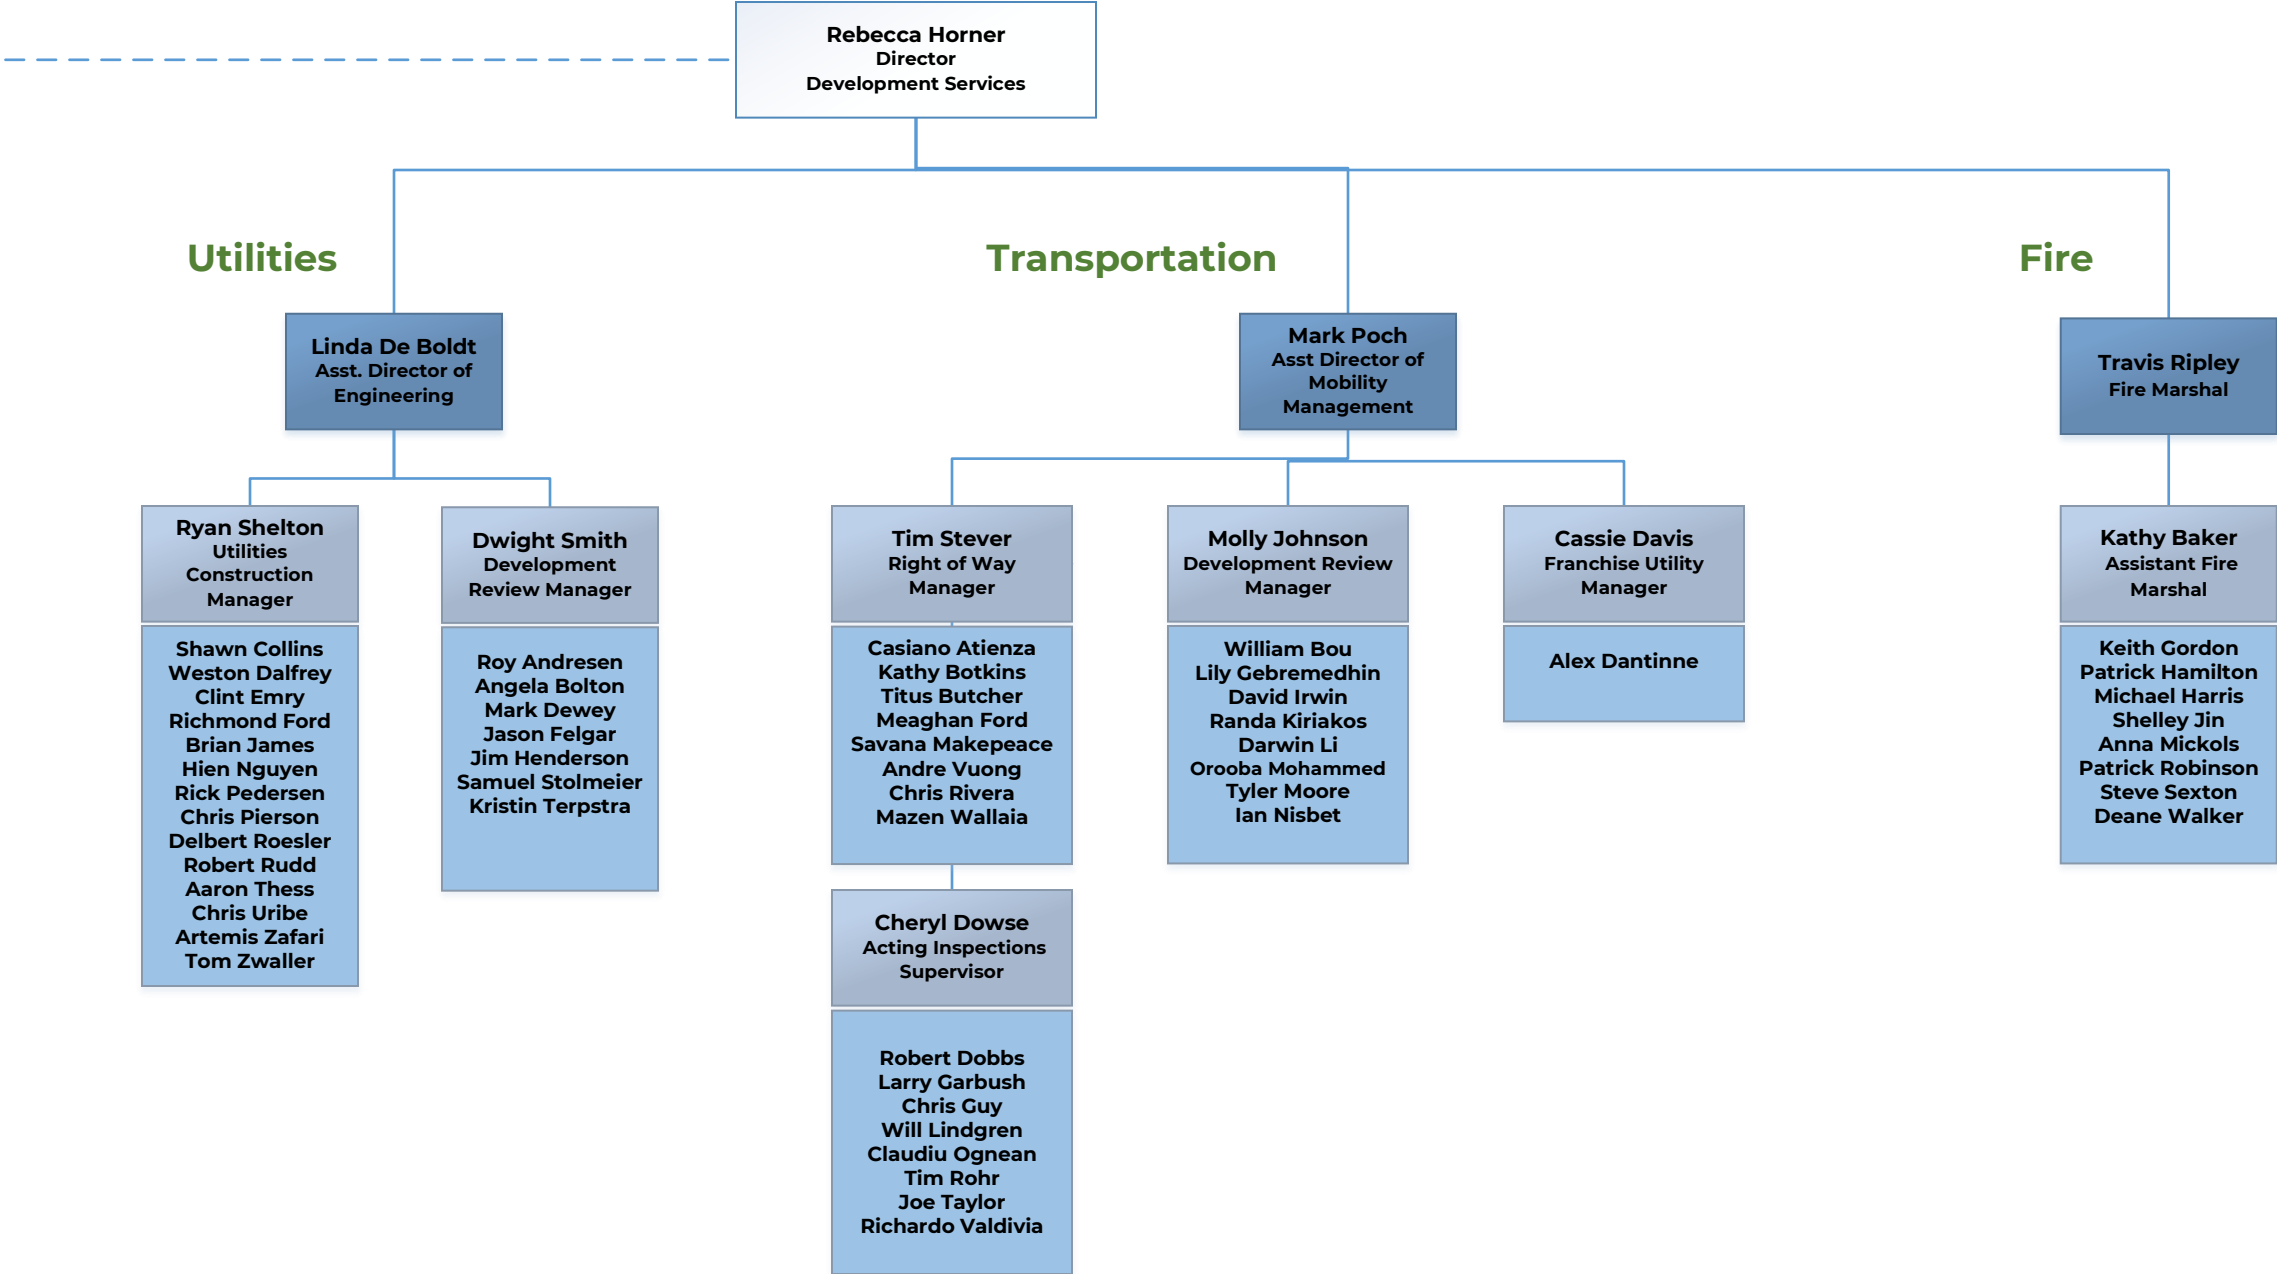 Rebecca Horner
Director
Development Services
Utilities
Transportation
Fire
Linda De Boldt
Asst. Director of
Engineering
Mark Poch
Asst Director of
Mobility
Management
Travis Ripley
Fire Marshal
Ryan Shelton
Utilities
Construction
Manager
Dwight Smith
Development
Review Manager
Tim Stever
Right of Way
Manager
Molly Johnson
Development Review
Manager
Cassie Davis
Franchise Utility
Manager
Kathy Baker
Assistant Fire
Marshal
Shawn Collins
Weston Dalfrey
Clint Emry
Richmond Ford
Brian James
Hien Nguyen
Rick Pedersen
Chris Pierson
Delbert Roesler
Robert Rudd
Aaron Thess
Chris Uribe
Artemis Zafari
Tom Zwaller
Roy Andresen
Angela Bolton
Mark Dewey
Jason Felgar
Jim Henderson
Samuel Stolmeier
Kristin Terpstra
Casiano Atienza
Kathy Botkins
Titus Butcher
Meaghan Ford
Savana Makepeace
Andre Vuong
Chris Rivera
Mazen Wallaia
William Bou
Lily Gebremedhin
David Irwin
Randa Kiriakos
Darwin Li
Orooba Mohammed
Tyler Moore
Ian Nisbet
Alex Dantinne
Keith Gordon
Patrick Hamilton
Michael Harris
Shelley Jin
Anna Mickols
Patrick Robinson
Steve Sexton
Deane Walker
Cheryl Dowse
Acting Inspections
Supervisor
Robert Dobbs
Larry Garbush
Chris Guy
Will Lindgren
Claudiu Ognean
Tim Rohr
Joe Taylor
Richardo Valdivia